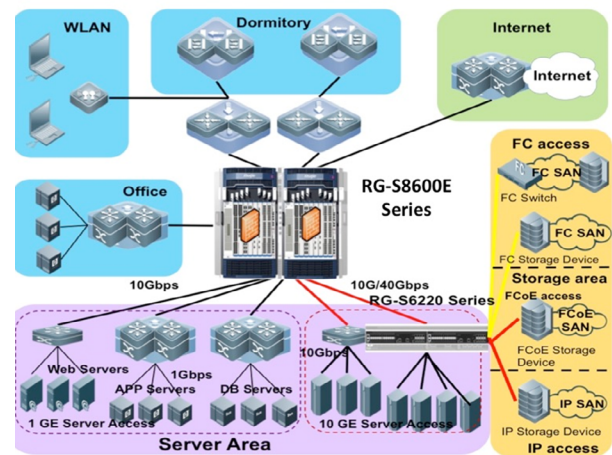 WLAN
Dormitory
Internet
Internet
FC access
FC SAN
FC
FC Switch
RG-S8600E
Series
Office
FC SAN
FC Storage Device
Storage area
10Gbps
10G/40Gbps
RG-S6220 Series
FCoE access
FCoE
SAN
FCoE Storage
Device
10Gbps
Web Servers
1Gbps
APP Servers
DB Servers
1 GE Server Access
10 GE Server Access
IP SAN
IP Storage Device
Server Area
IP access